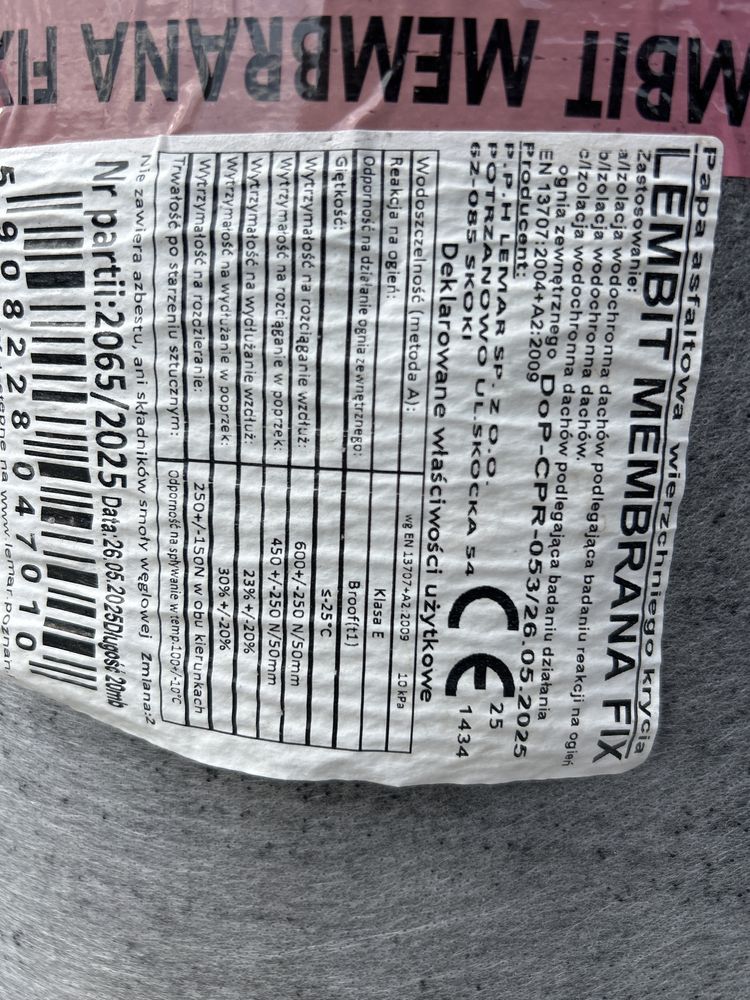 MBIT MEMBRANA FIX
Papa asfaltowa wierzchniego krycia
LEMBIT MEMBRANA FIX
Zastosowanie:
a/Izolacja wodochronna dachów podlegająca badaniu reakcji na ogień
b/Izolacja wodochronna dachów.
c/Izolacja wodochronna dachów podlegająca badaniu działania
ognia zewnętrznego
EN 13707:2004+A2:2009 DOP-CPR-053/26.05.2025
Producent:
P.P.H LEMAR SP. Z O.O.
POTRZANOWO UL.SKOCKA 54
62-085 SKOKI
CE 25
1434
Deklarowane właściwości użytkowe
wg EN 13707+A2:2009
Wodoszczelność (metoda A): 10 kPa
Reakcja na ogień: Klasa E
Odporność na działanie ognia zewnętrznego: Broof(t1)
Giętkość: ≤-25°C
Wytrzymałość na rozciąganie wzdłuż: 600+/-250 N/50mm
Wytrzymałość na rozciąganie w poprzek: 450 +/-250 N/50mm
Wytrzymałość na wydłużanie wzdłuż: 23% +/-20%
Wytrzymałość na wydłużanie w poprzek: 30% +/-20%
Wytrzymałość na rozdzieranie: 250+/-150N w obu kierunkach
Trwałość po starzeniu sztucznym: Odporność na spływanie w temp.100+/-10°C
Nie zawiera azbestu, ani składników smoły węglowej Zmiana:2
Nr partii:2065/2025 Data:26.05.2025 Długość 20mb
5 908228 047010
na www.lemar.poznan